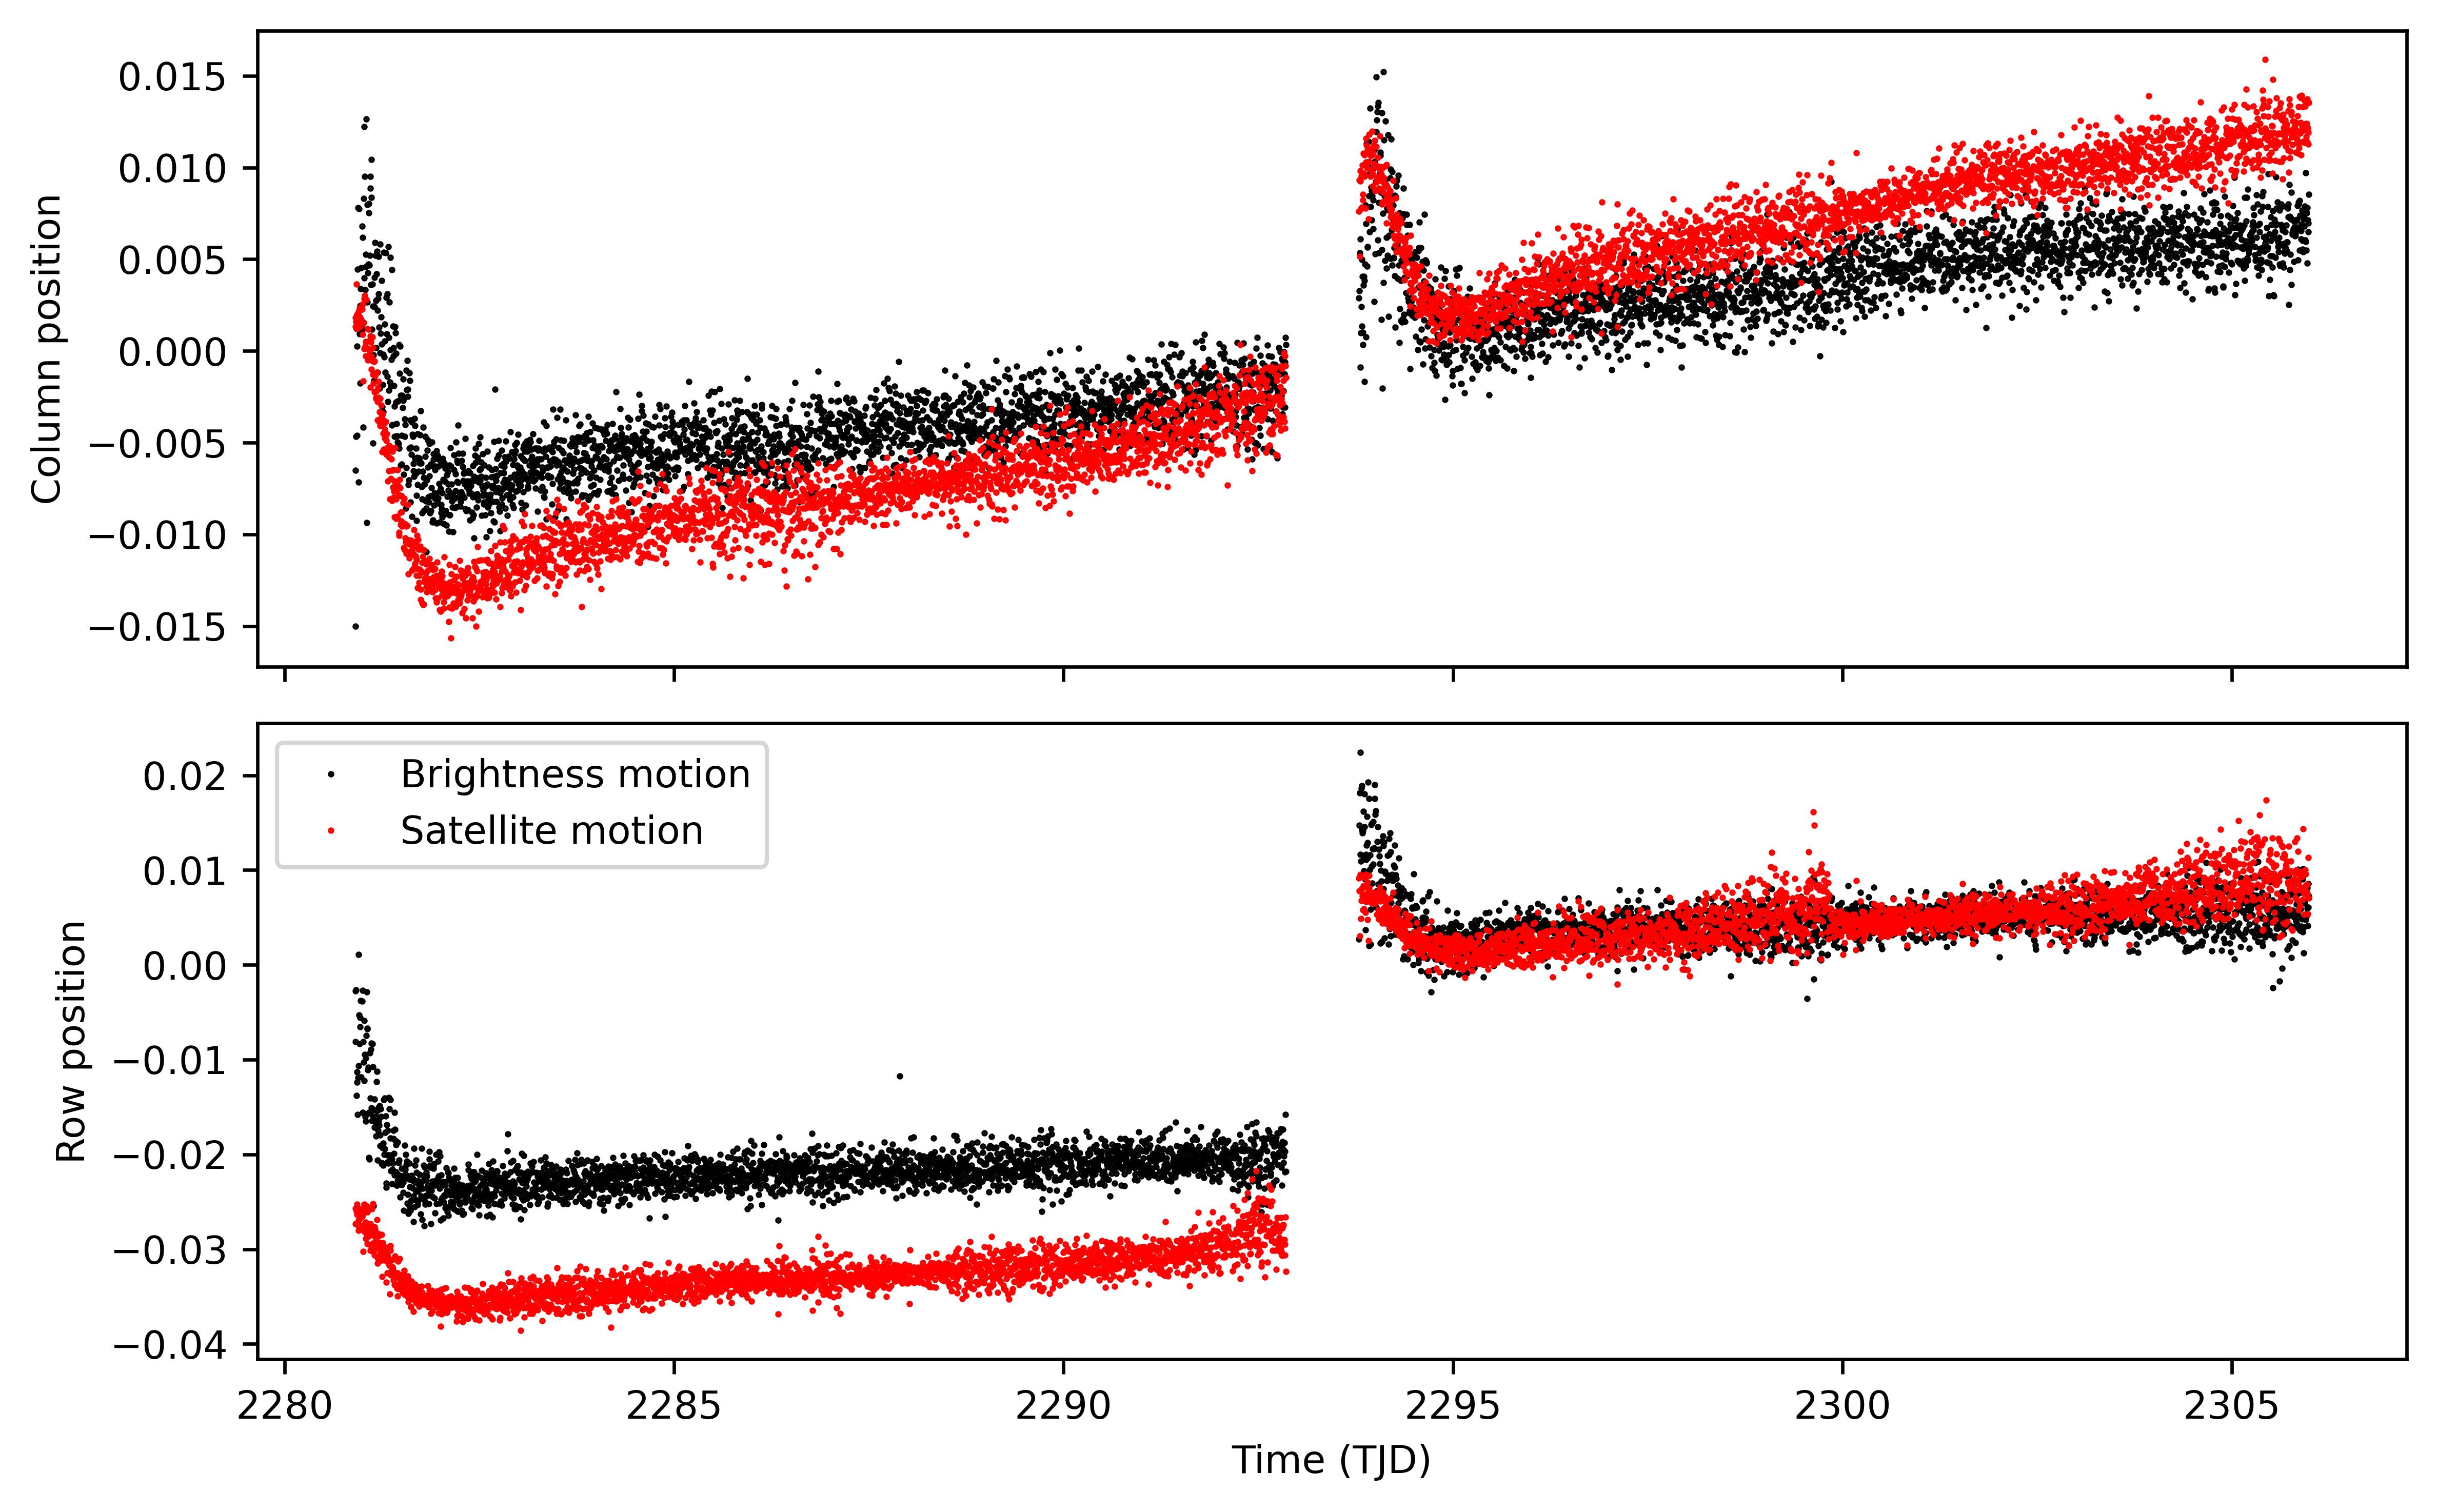 0.015
0.010
0.005
0.000
−0.005
−0.010
−0.015
Column position
Brightness motion
Satellite motion
0.02
0.01
0.00
−0.01
−0.02
−0.03
−0.04
Row position
2280 2285 2290 2295 2300 2305
Time (TJD)